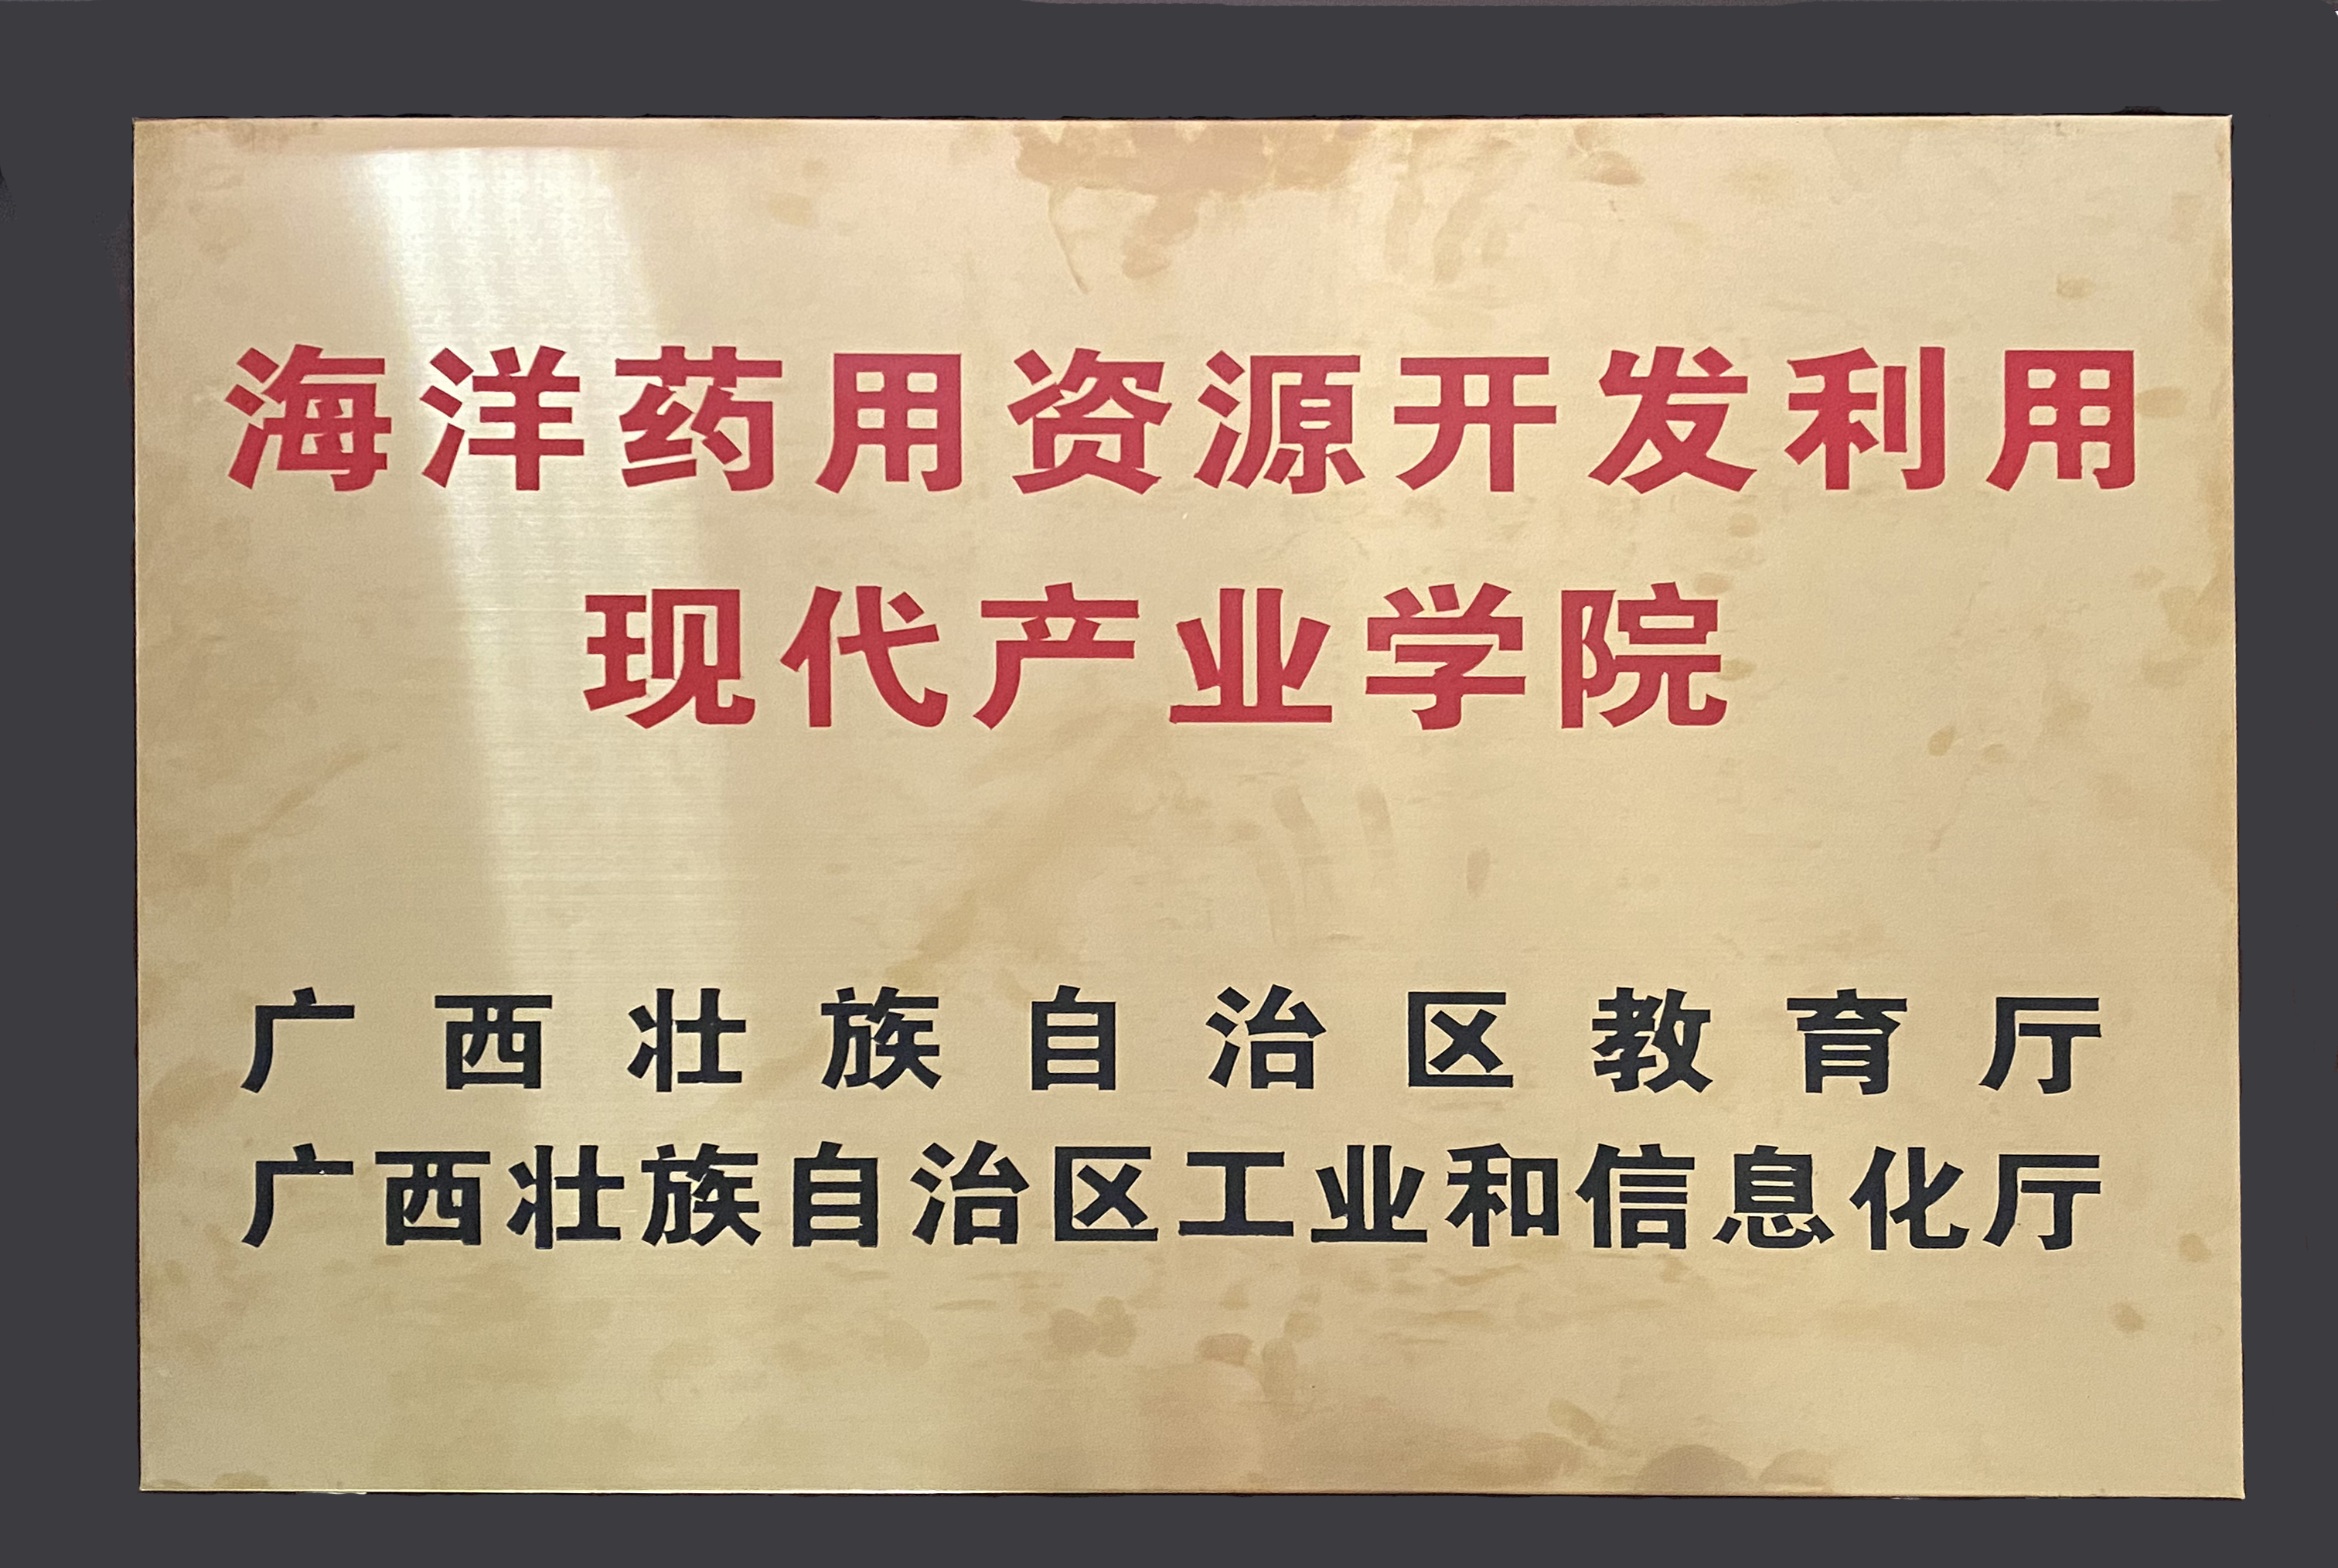 海洋药用资源开发利用
现代产业学院
广西壮族自治区教育厅
广西壮族自治区工业和信息化厅